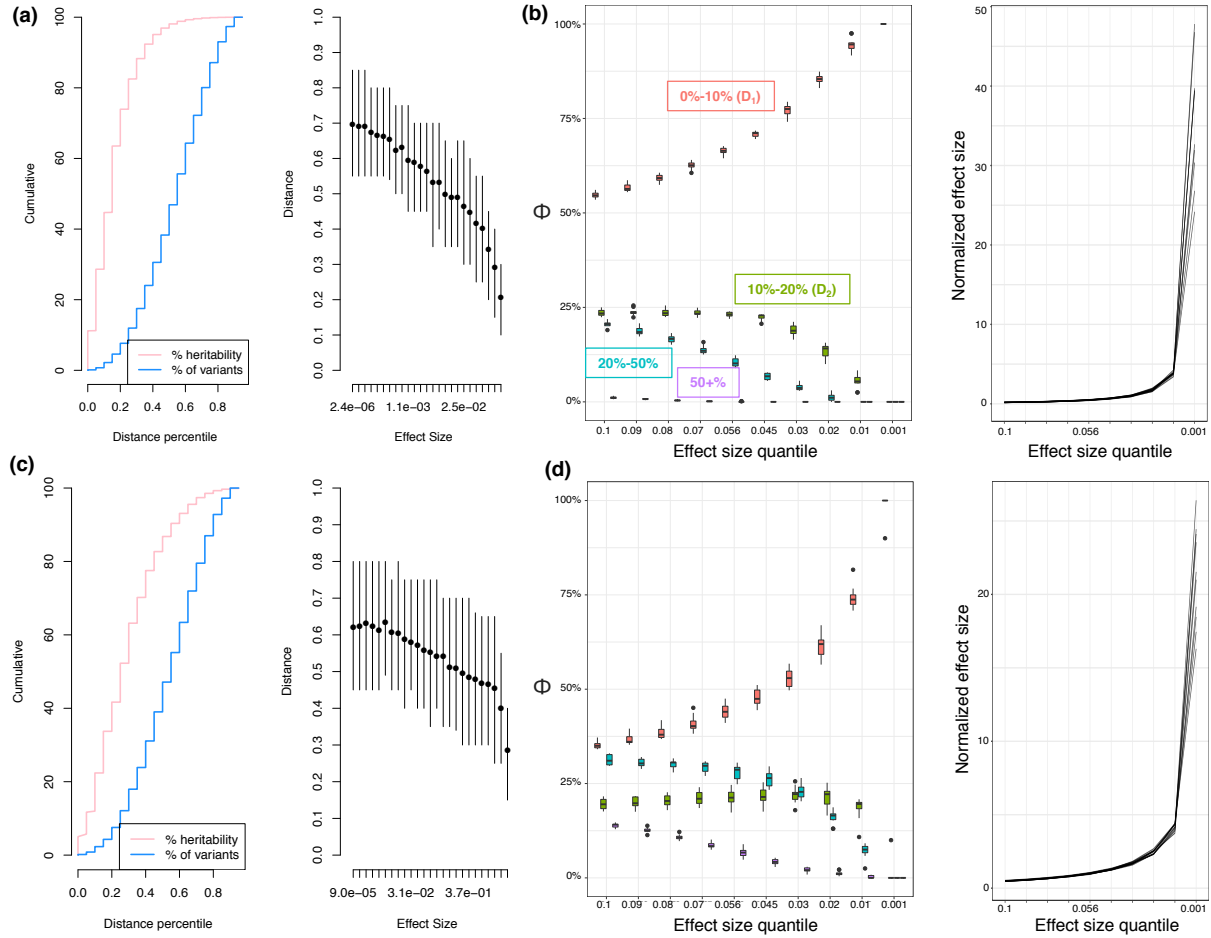 (a)
100
80
60
40
20
0
Cumulative
% heritability
% of variants
0.0 0.2 0.4 0.6 0.8
Distance percentile
1.0
0.9
0.8
0.7
0.6
0.5
0.4
0.3
0.2
0.1
0.0
Distance
2.4e−06 1.1e−03 2.5e−02
Effect Size
(b)
100%
75%
50%
25%
0%
Φ
0%-10% (D1)
10%-20% (D2)
20%-50%
50+%
0.1 0.09 0.08 0.07 0.056 0.045 0.03 0.02 0.01 0.001
Effect size quantile
50
40
30
20
10
0
Normalized effect size
0.1 0.056 0.001
Effect size quantile
(c)
100
80
60
40
20
0
Cumulative
% heritability
% of variants
0.0 0.2 0.4 0.6 0.8
Distance percentile
1.0
0.9
0.8
0.7
0.6
0.5
0.4
0.3
0.2
0.1
0.0
Distance
9.0e−05 3.1e−02 3.7e−01
Effect Size
(d)
100%
75%
50%
25%
0%
Φ
0.1 0.09 0.08 0.07 0.056 0.045 0.03 0.02 0.01 0.001
Effect size quantile
20
10
0
Normalized effect size
0.1 0.056 0.001
Effect size quantile